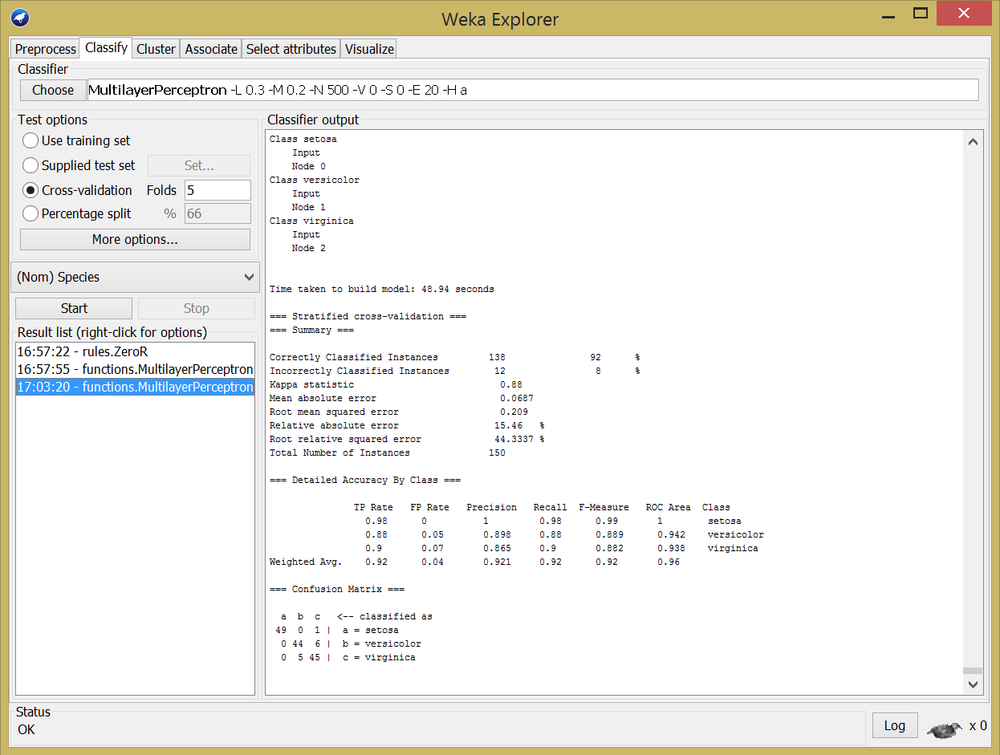 Weka Explorer
Preprocess Classify Cluster Associate Select attributes Visualize
Classifier
Choose MultilayerPerceptron -L 0.3 -M 0.2 -N 500 -V 0 -S 0 -E 20 -H a
Test options
Use training set
Supplied test set Set...
Cross-validation Folds 5
Percentage split % 66
More options...
(Nom) Species
Start Stop
Result list (right-click for options)
16:57:22 - rules.ZeroR
16:57:55 - functions.MultilayerPerceptron
17:03:20 - functions.MultilayerPerceptron
Classifier output
Class setosa
    Input
    Node 0
Class versicolor
    Input
    Node 1
Class virginica
    Input
    Node 2
Time taken to build model: 48.94 seconds
=== Stratified cross-validation ===
=== Summary ===
Correctly Classified Instances         138               92      %
Incorrectly Classified Instances        12                8      %
Kappa statistic                          0.88
Mean absolute error                      0.0687
Root mean squared error                  0.209
Relative absolute error                 15.46   %
Root relative squared error             44.3337 %
Total Number of Instances              150
=== Detailed Accuracy By Class ===
               TP Rate   FP Rate   Precision   Recall  F-Measure   ROC Area  Class
                 0.98      0         1         0.98      0.99       1        setosa
                 0.88      0.05      0.898     0.88      0.889      0.942    versicolor
                 0.9       0.07      0.865     0.9       0.882      0.938    virginica
Weighted Avg.    0.92      0.04      0.921     0.92      0.92       0.96
=== Confusion Matrix ===
  a  b  c   <-- classified as
 49  0  1 |  a = setosa
  0 44  6 |  b = versicolor
  0  5 45 |  c = virginica
Status
OK
Log x 0